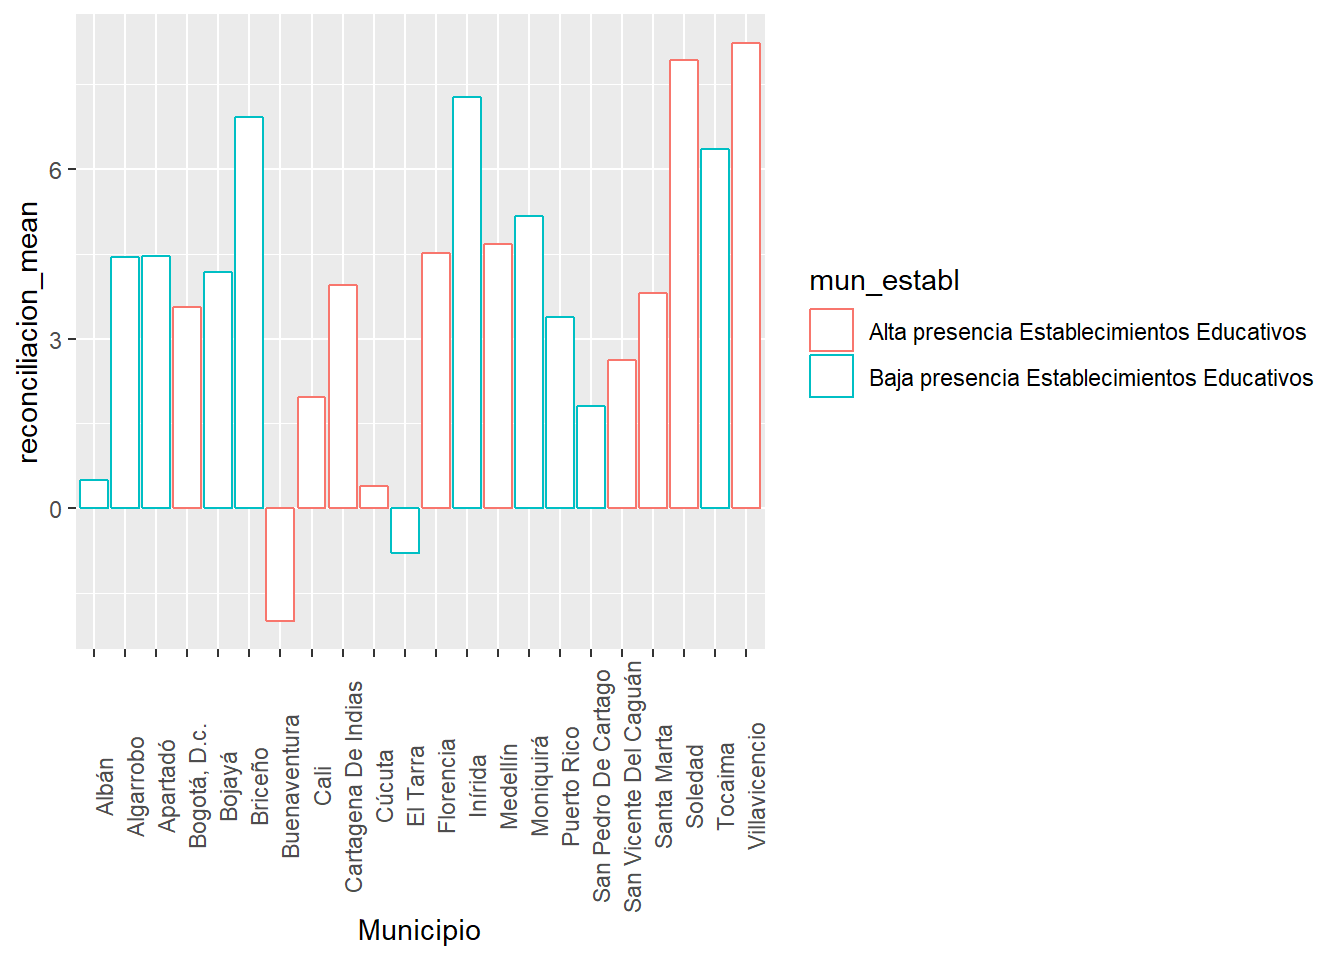 reconciliacion_mean
6
3
0
Albán
Algarrobo
Apartadó
Bogotá, D.c.
Bojayá
Briceño
Buenaventura
Cali
Cartagena De Indias
Cúcuta
El Tarra
Florencia
Inírida
Medellín
Moniquirá
Puerto Rico
San Pedro De Cartago
San Vicente Del Caguán
Santa Marta
Soledad
Tocaima
Villavicencio
Municipio
mun_establ
Alta presencia Establecimientos Educativos
Baja presencia Establecimientos Educativos